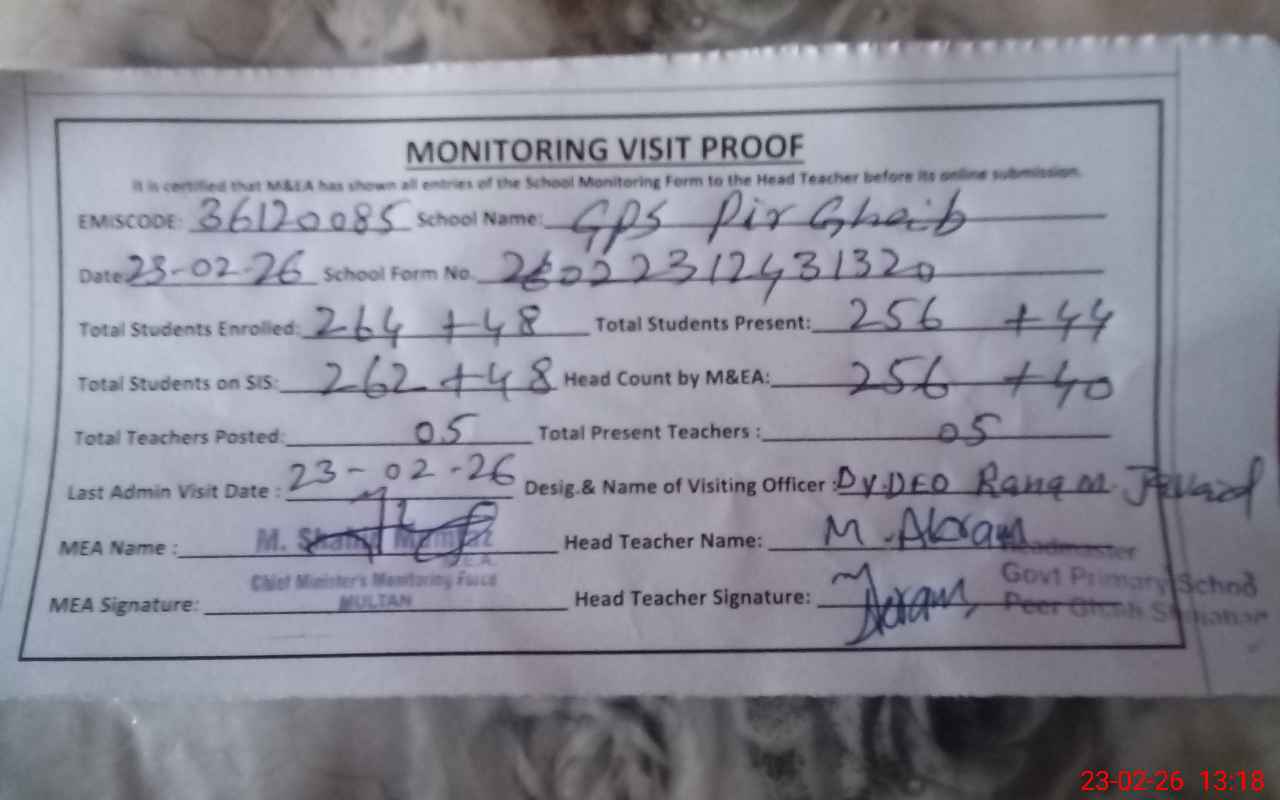 MONITORING VISIT PROOF
It is certified that M&EA has shown all entries of the School Monitoring Form to the Head Teacher before its online submission.
EMISCODE: 36120085 School Name: GPS Pir Ghaib
Date: 23-02-26 School Form No. 26022312431320
Total Students Enrolled: 264 +48 Total Students Present: 256 +44
Total Students on SIS: 262 +48 Head Count by M&EA: 256 +40
Total Teachers Posted: 05 Total Present Teachers : 05
Last Admin Visit Date : 23-02-26 Desig.& Name of Visiting Officer : Dy.DEO Rana M. Javaid
MEA Name : M. Head Teacher Name: M. Akram
Headmaster
Chief Minister's Monitoring Force
Govt Primary School
MEA Signature: MULTAN Head Teacher Signature: Akram
Peer
23-02-26 13:18